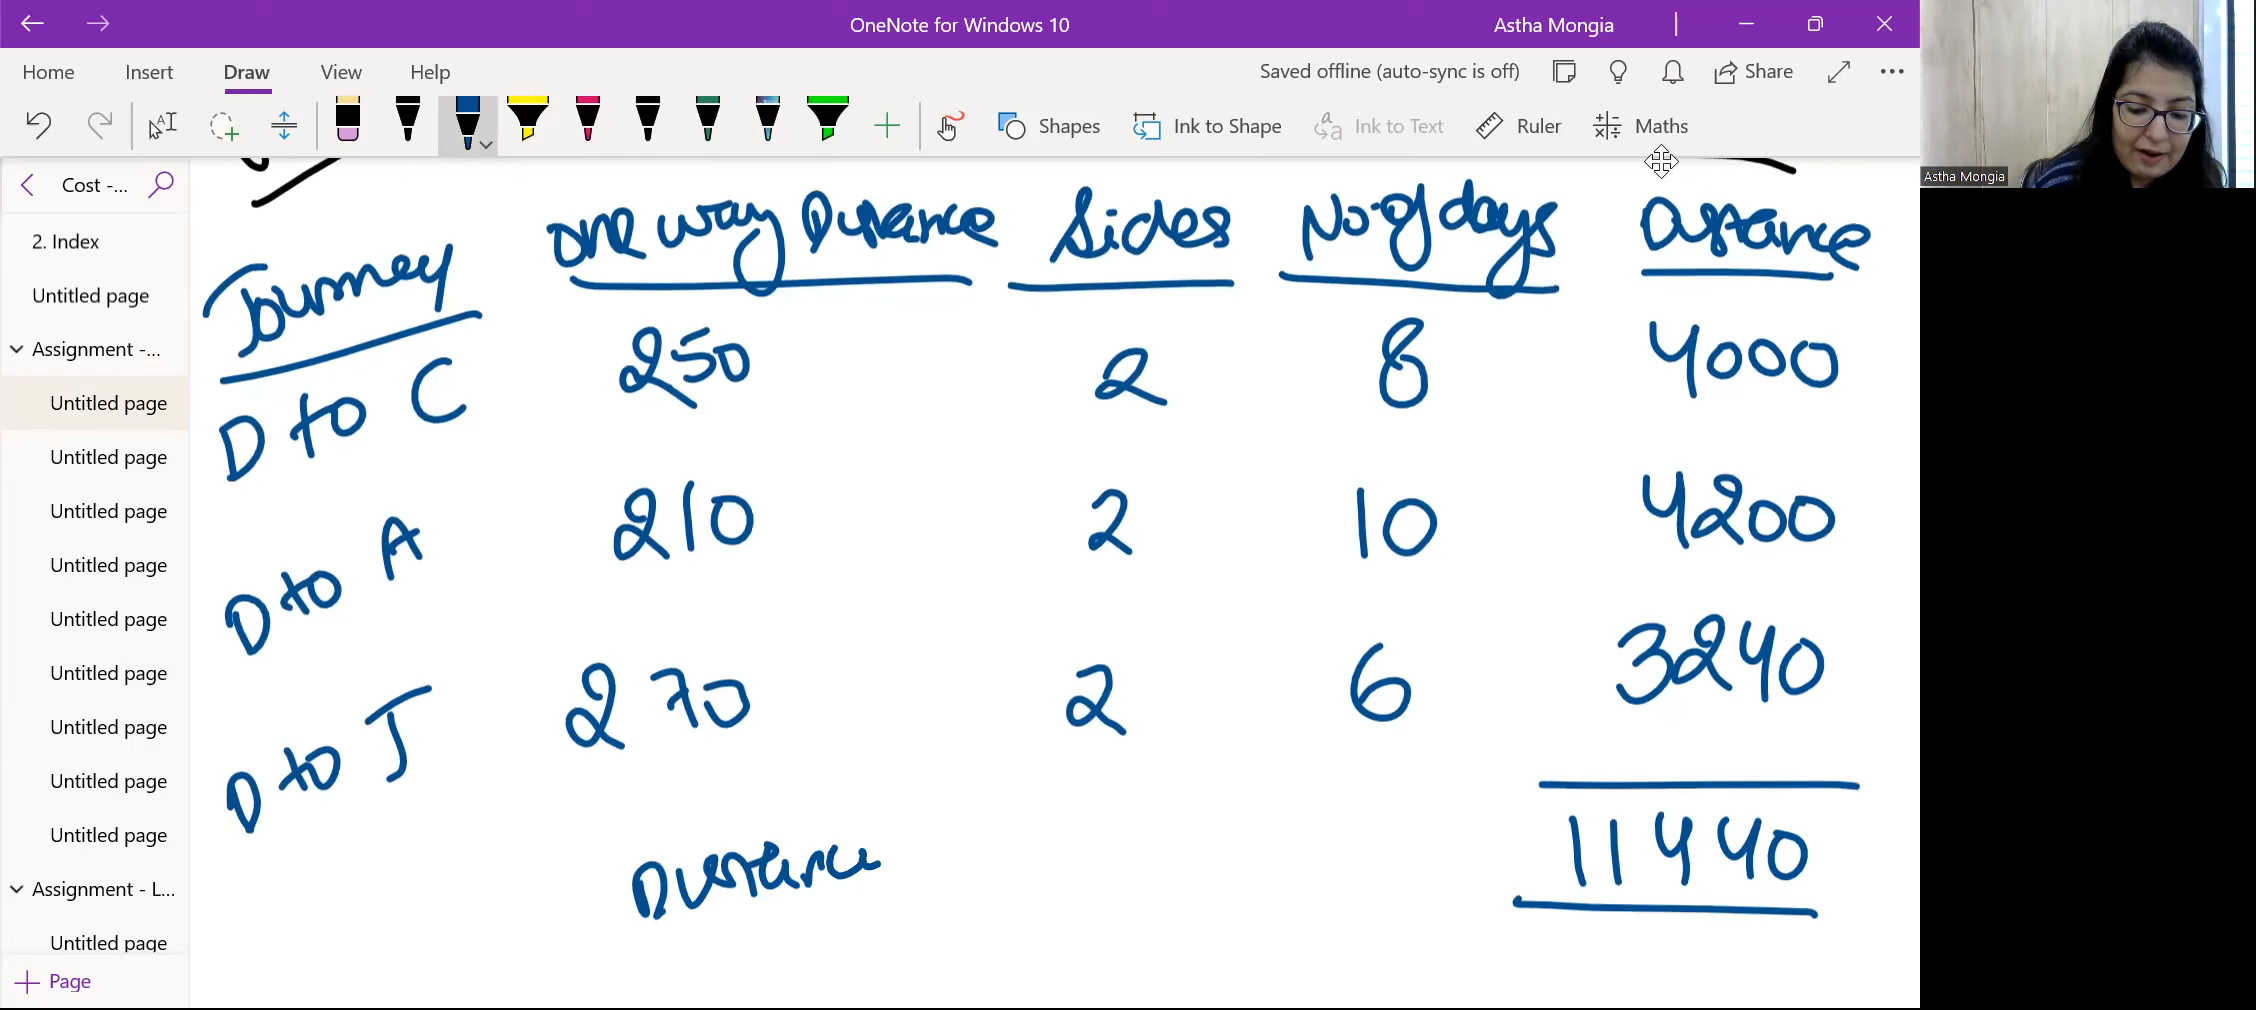 OneNote for Windows 10
Astha Mongia
Home Insert Draw View Help
Saved offline (auto-sync is off) Share
Shapes Ink to Shape Ink to Text Ruler Maths
Cost -...
2. Index
Untitled page
Assignment -...
Untitled page
Untitled page
Untitled page
Untitled page
Untitled page
Untitled page
Untitled page
Untitled page
Untitled page
Assignment - L...
Untitled page
Page
Astha Mongia
Journey One way Distance Sides No. of days Distance
D to C 250 2 8 4000
D to A 210 2 10 4200
D to J 270 2 6 3240
Distance 11440